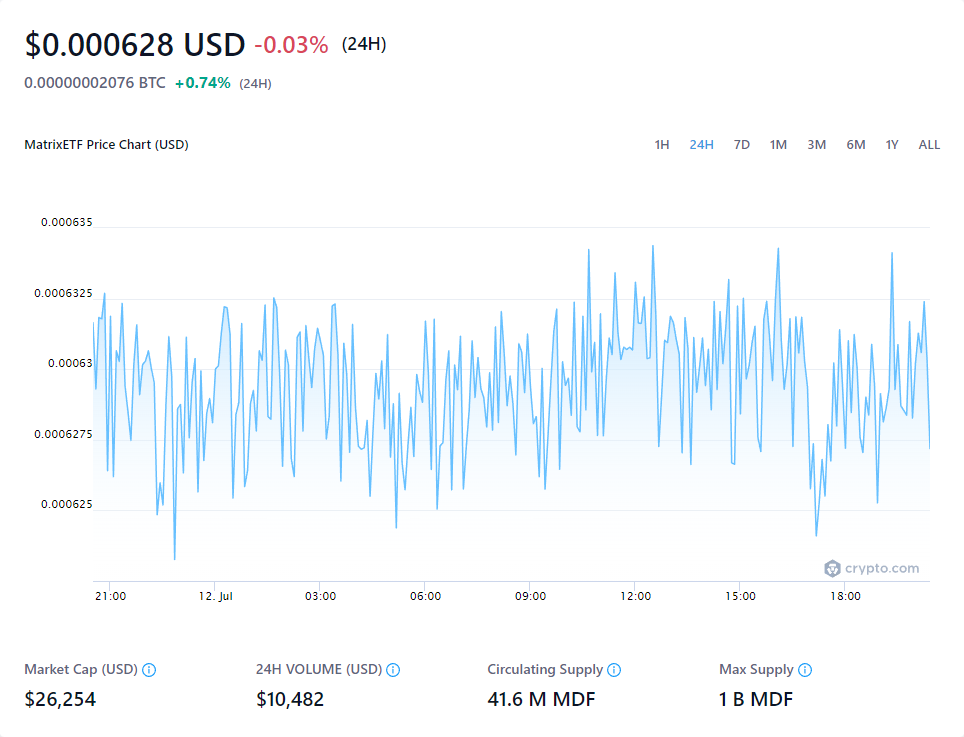 $0.000628 USD -0.03% (24H)
0.00000002076 BTC +0.74% (24H)
MatrixETF Price Chart (USD) 1H 24H 7D 1M 3M 6M 1Y ALL
0.000635
0.0006325
0.00063
0.0006275
0.000625
crypto.com
21:00 12. Jul 03:00 06:00 09:00 12:00 15:00 18:00
Market Cap (USD) 24H VOLUME (USD) Circulating Supply Max Supply
$26,254 $10,482 41.6 M MDF 1 B MDF